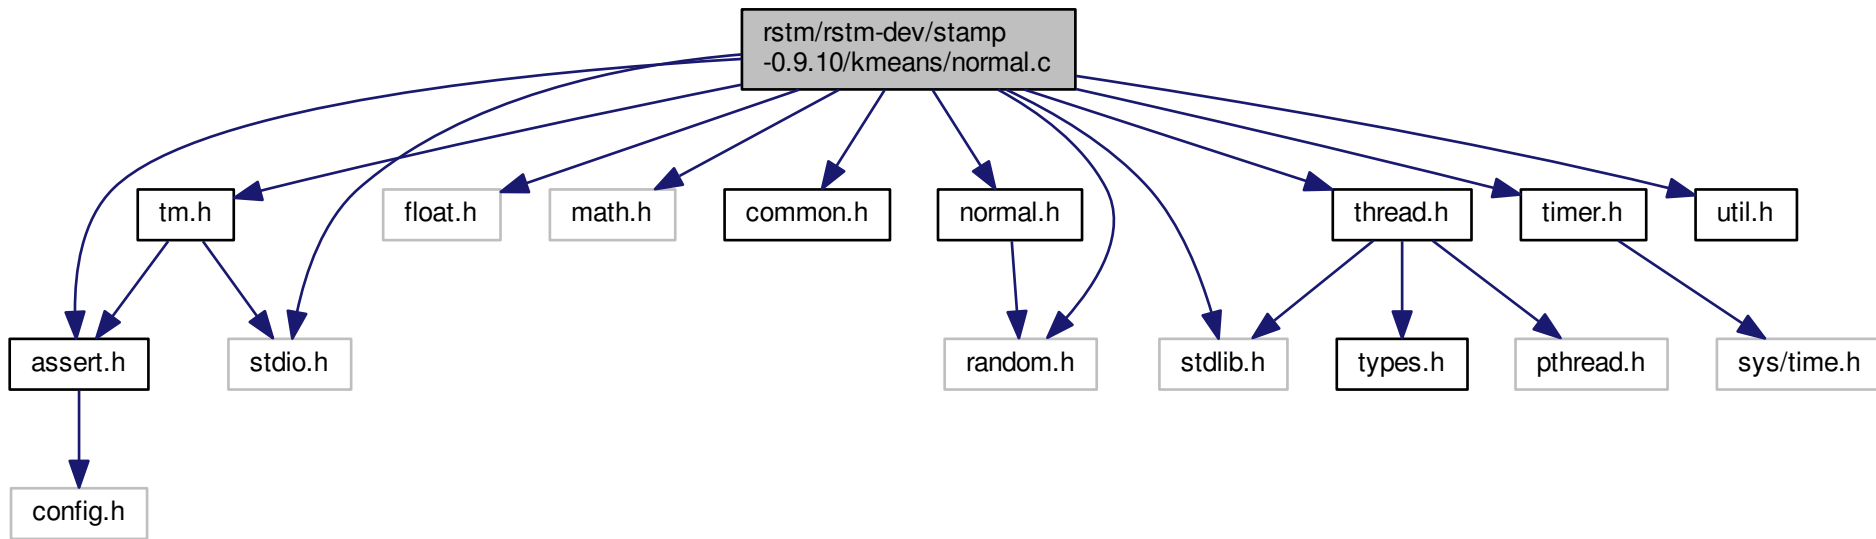 rstm/rstm-dev/stamp
-0.9.10/kmeans/normal.c
tm.h
float.h
math.h
common.h
normal.h
thread.h
timer.h
util.h
assert.h
stdio.h
random.h
stdlib.h
types.h
pthread.h
sys/time.h
config.h